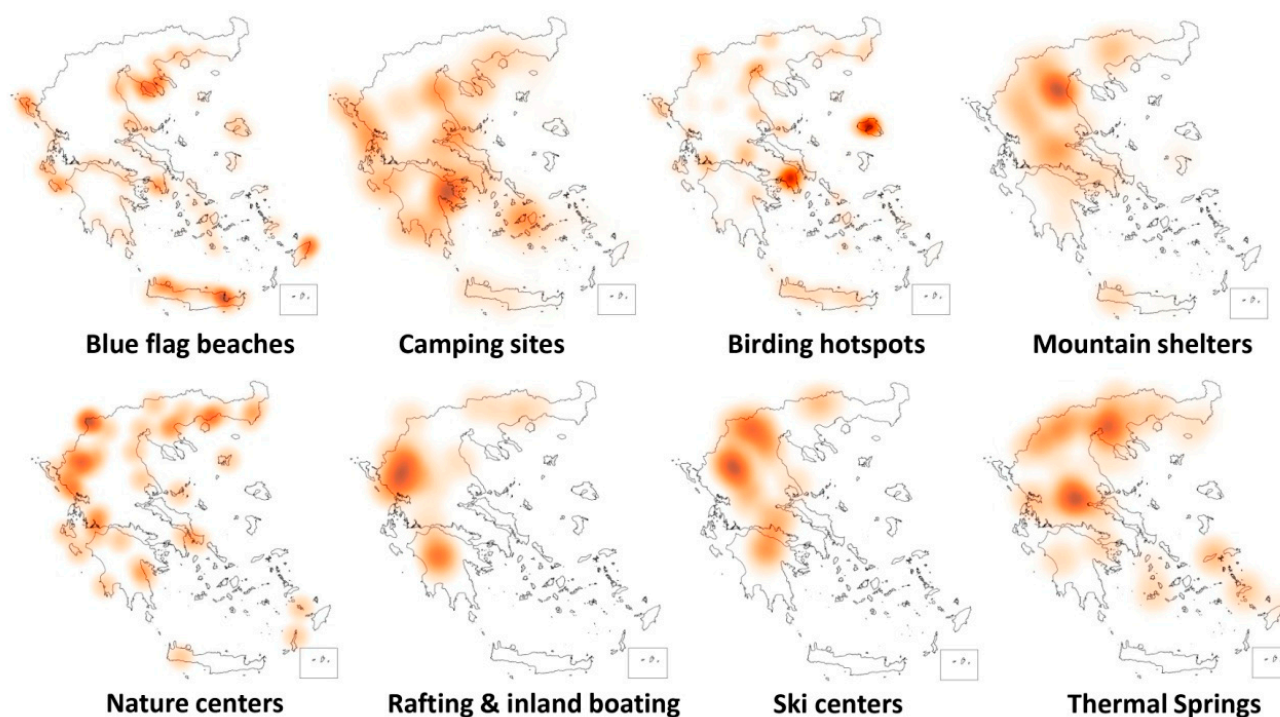 Blue flag beaches
Camping sites
Birding hotspots
Mountain shelters
Nature centers
Rafting & inland boating
Ski centers
Thermal Springs